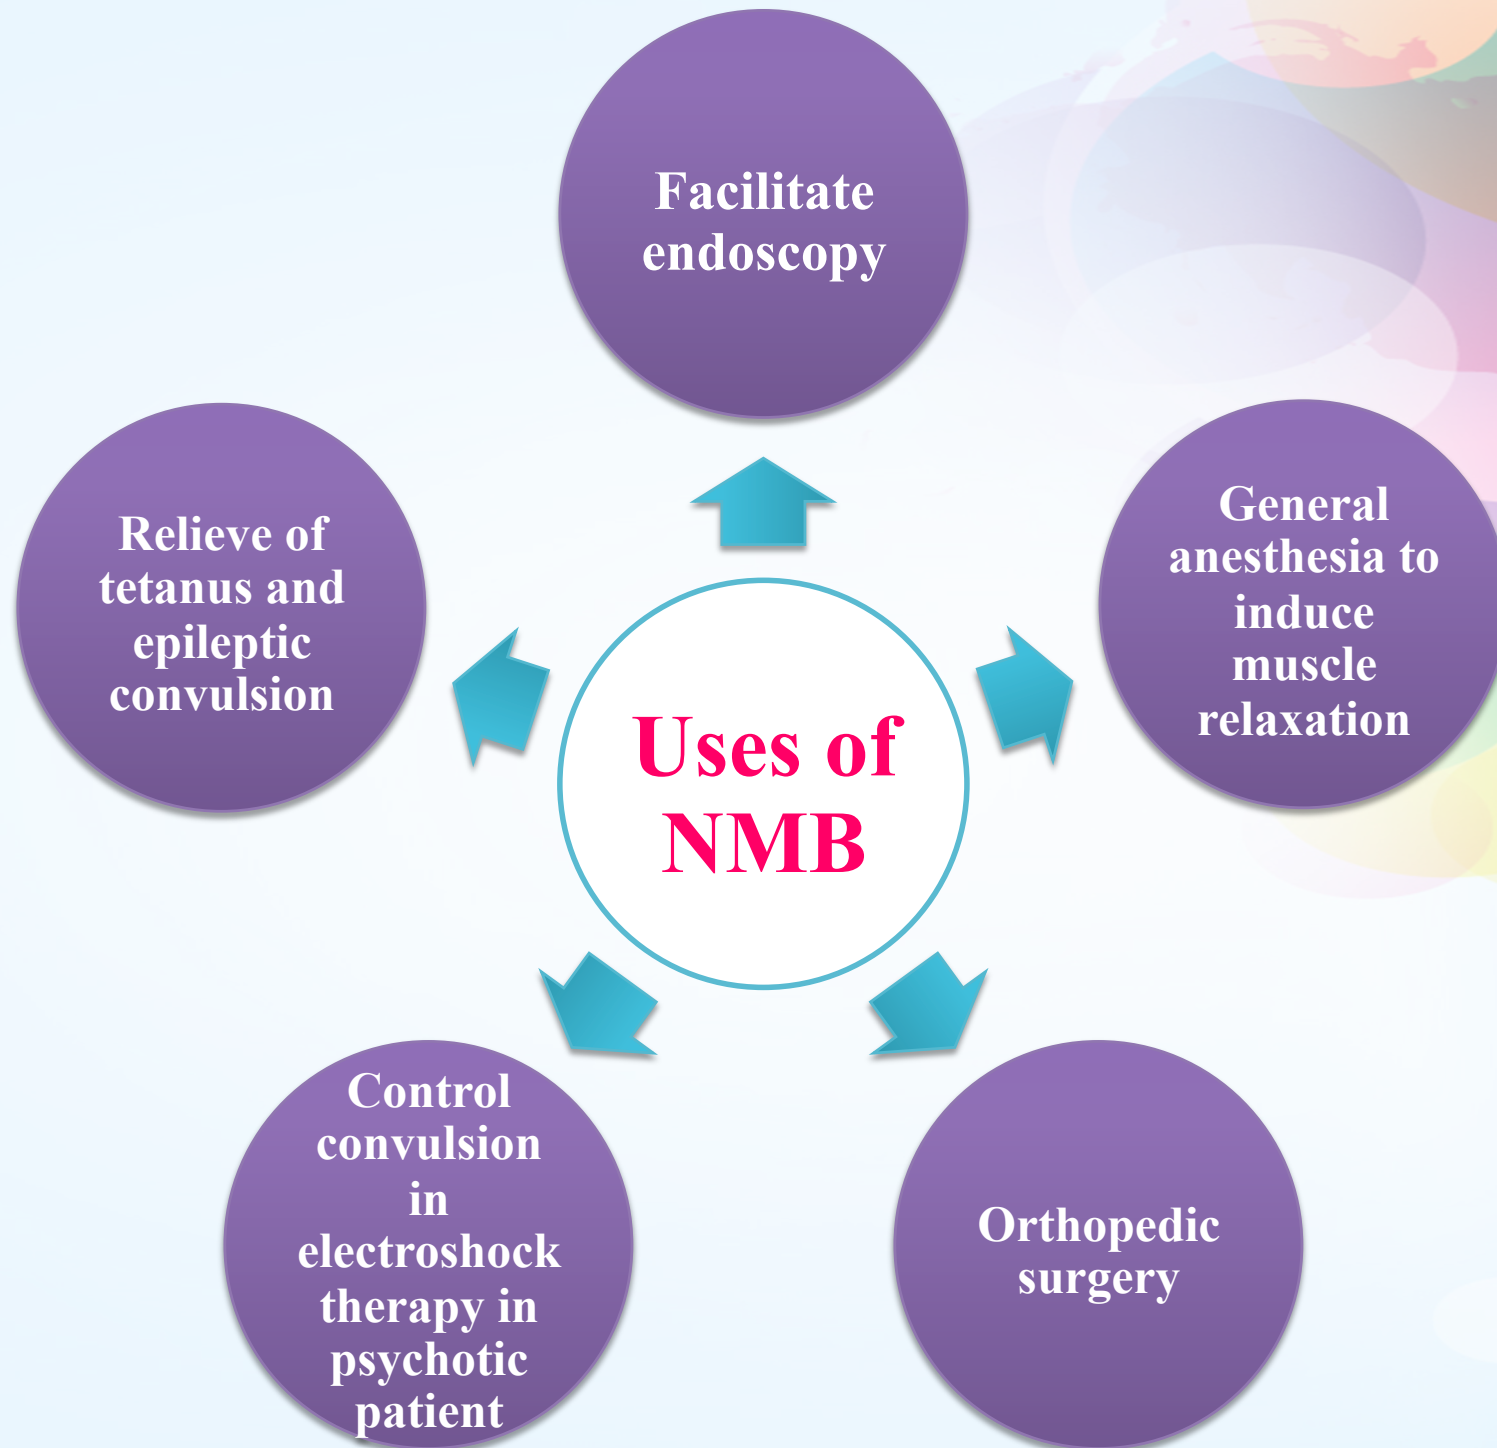 Facilitate
endoscopy
General
anesthesia to
induce
muscle
relaxation
Orthopedic
surgery
Control
convulsion
in
electroshock
therapy in
psychotic
patient
Relieve of
tetanus and
epileptic
convulsion
Uses of
NMB